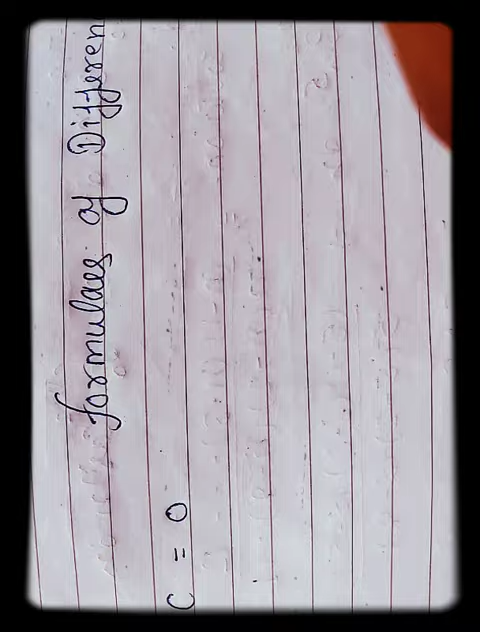 formulaes of Differen
C = 0